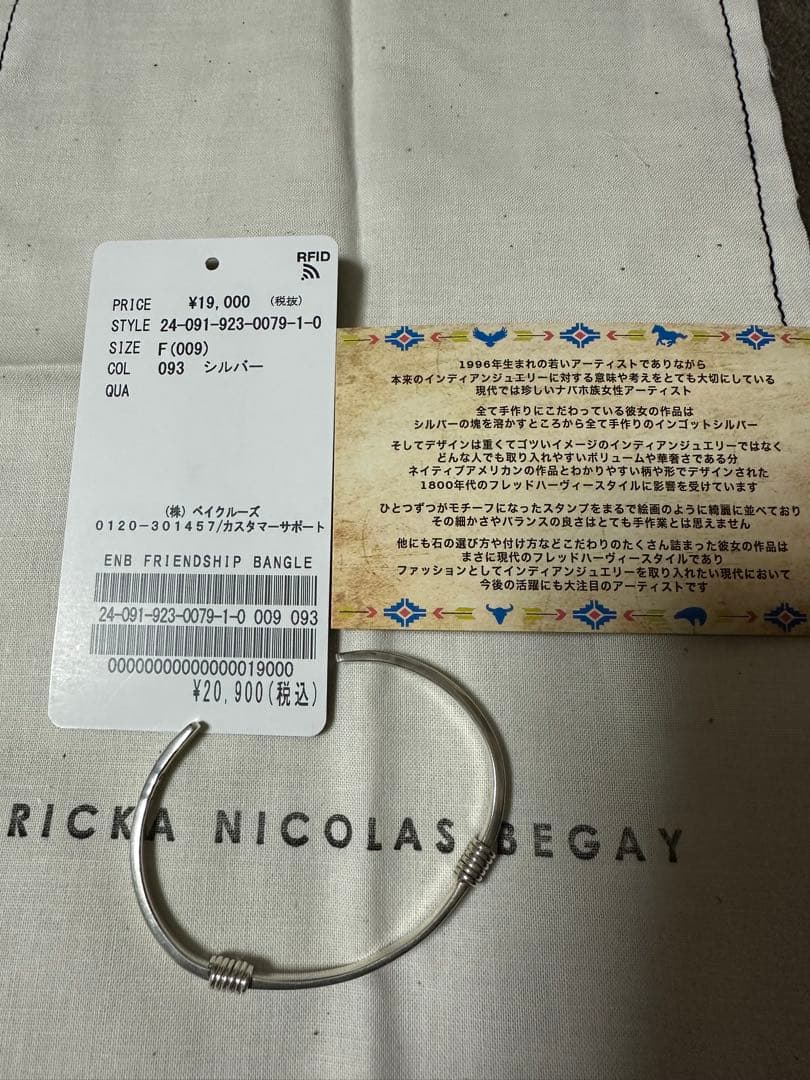 RFID
PRICE ¥19,000 (税抜)
STYLE 24-091-923-0079-1-0
SIZE F(009)
COL 093 シルバー
QUA
(株) ベイクルーズ
0120-301457/カスタマーサポート
ENB FRIENDSHIP BANGLE
24-091-923-0079-1-0 009 093
00000000000000019000
¥20,900(税込)
1996年生まれの若いアーティストでありながら
本来のインディアンジュエリーに対する意味や考えをとても大切にしている
現代では珍しいナバホ族女性アーティスト
全て手作りにこだわっている彼女の作品は
シルバーの塊を溶かすところから全て手作りのインゴットシルバー
そしてデザインは重くてゴツいイメージのインディアンジュエリーではなく
どんな人でも取り入れやすいボリュームや華奢さである分
ネイティブアメリカンの作品とわかりやすい柄や形でデザインされた
1800年代のフレッドハーヴィースタイルに影響を受けています
ひとつずつがモチーフになったスタンプをまるで絵画のように綺麗に並べており
その細かさやバランスの良さはとても手作業とは思えません
他にも石の選び方や付け方などこだわりのたくさん詰まった彼女の作品は
まさに現代のフレッドハーヴィースタイルであり
ファッションとしてインディアンジュエリーを取り入れたい現代において
今後の活躍にも大注目のアーティストです
RICKA NICOLAS BEGAY